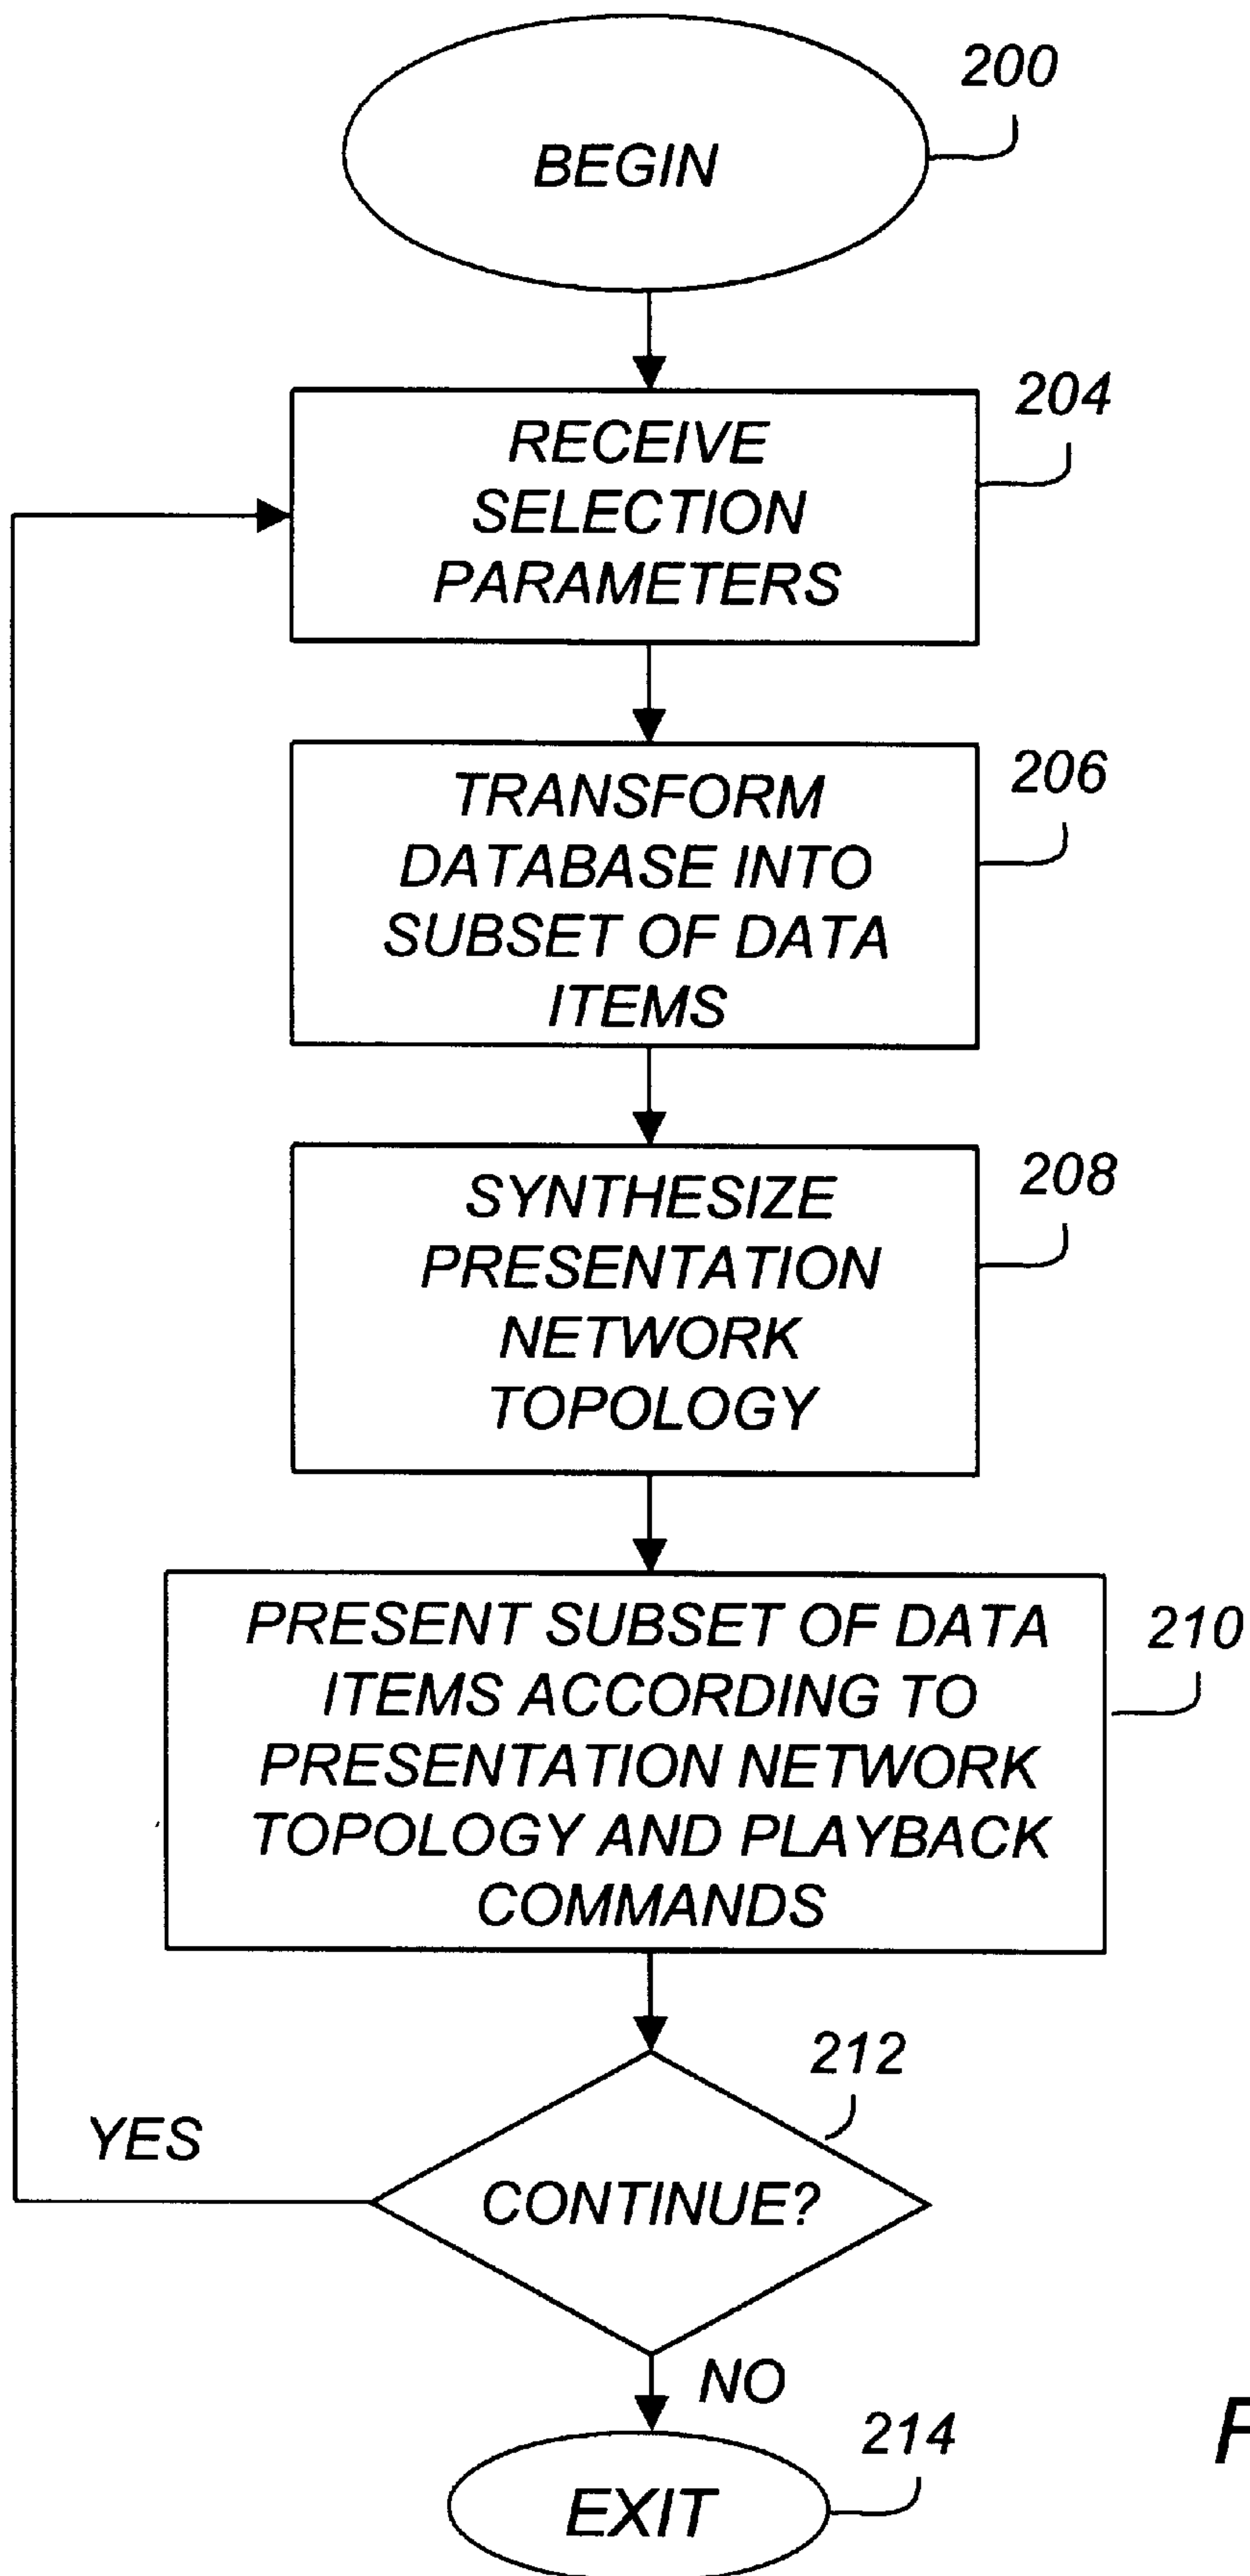 200
BEGIN
204
RECEIVE
SELECTION
PARAMETERS
206
TRANSFORM
DATABASE INTO
SUBSET OF DATA
ITEMS
208
SYNTHESIZE
PRESENTATION
NETWORK
TOPOLOGY
210
PRESENT SUBSET OF DATA
ITEMS ACCORDING TO
PRESENTATION NETWORK
TOPOLOGY AND PLAYBACK
COMMANDS
212
YES
CONTINUE?
NO
214
EXIT